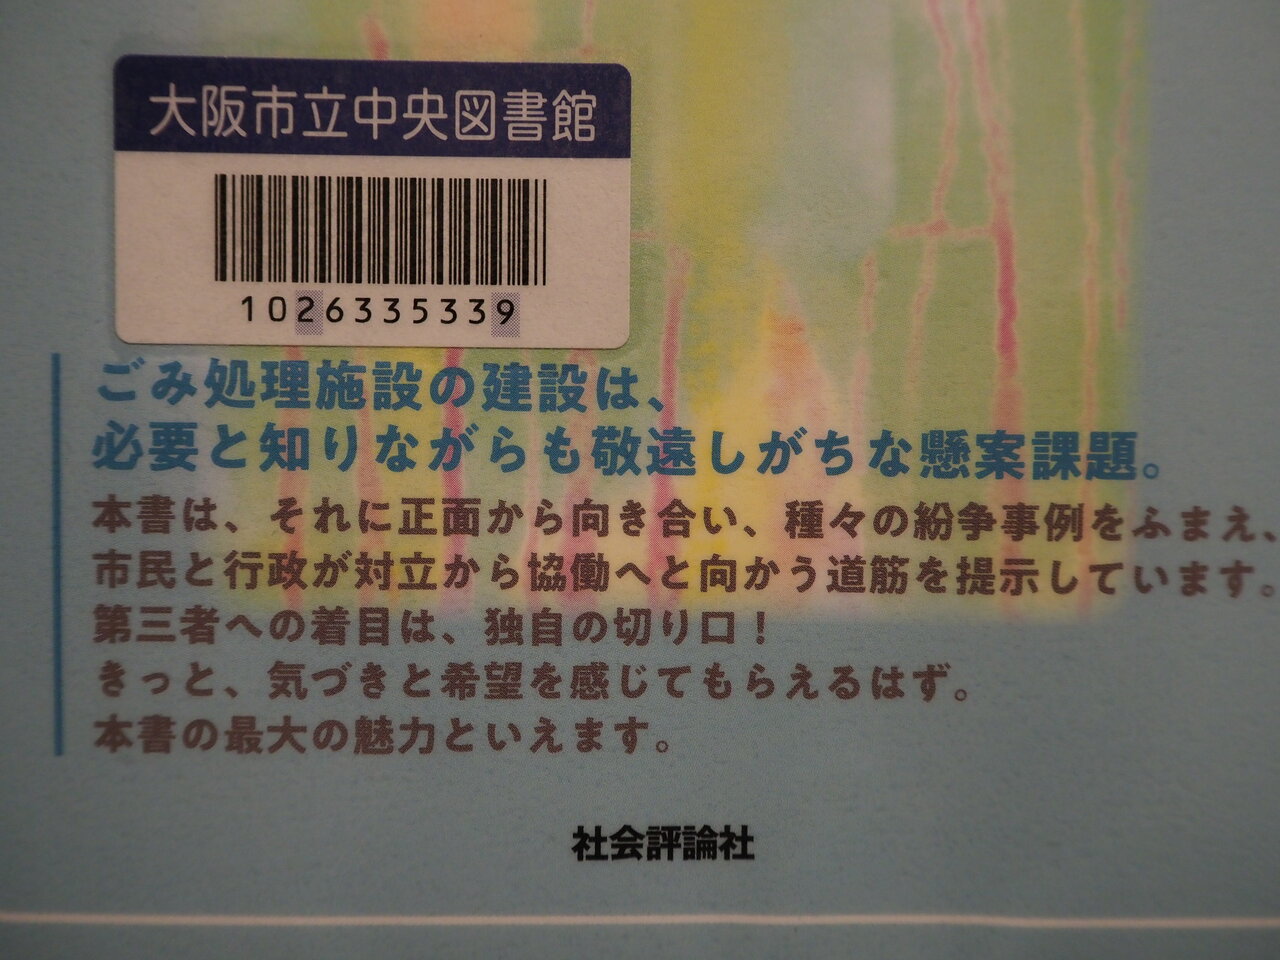 大阪市立中央図書館
1026335339
ごみ処理施設の建設は、
必要と知りながらも敬遠しがちな懸案課題。
本書は、それに正面から向き合い、種々の紛争事例をふまえ、
市民と行政が対立から協働へと向かう道筋を提示しています。
第三者への着目は、独自の切り口！
きっと、気づきと希望を感じてもらえるはず。
本書の最大の魅力といえます。
社会評論社